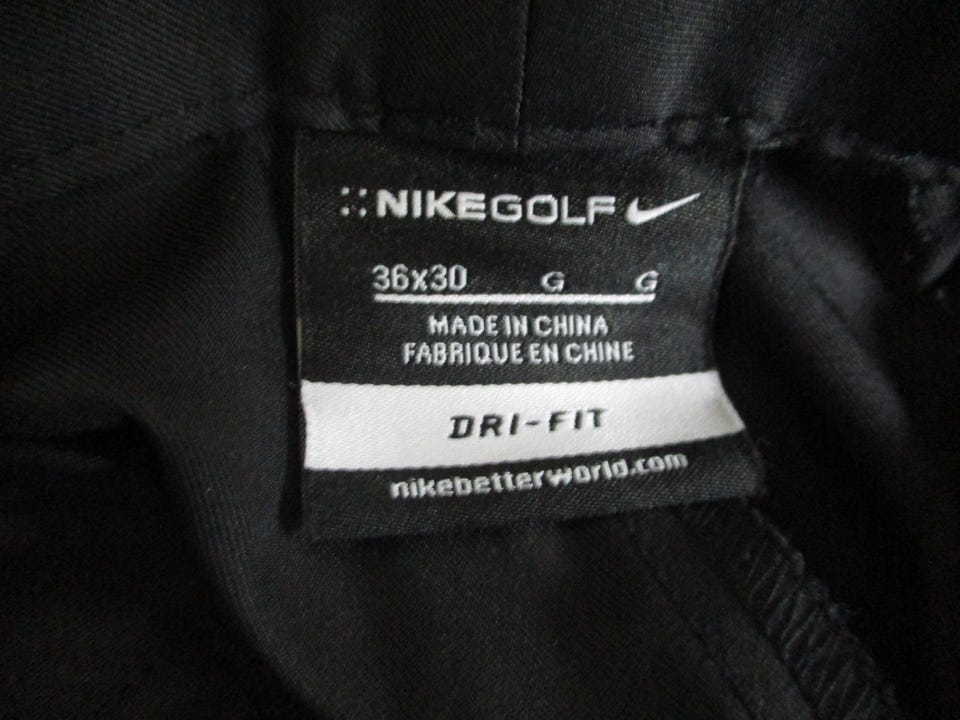 NIKEGOLF
36x30 G G
MADE IN CHINA
FABRIQUE EN CHINE
DRI-FIT
nikebetterworld.com